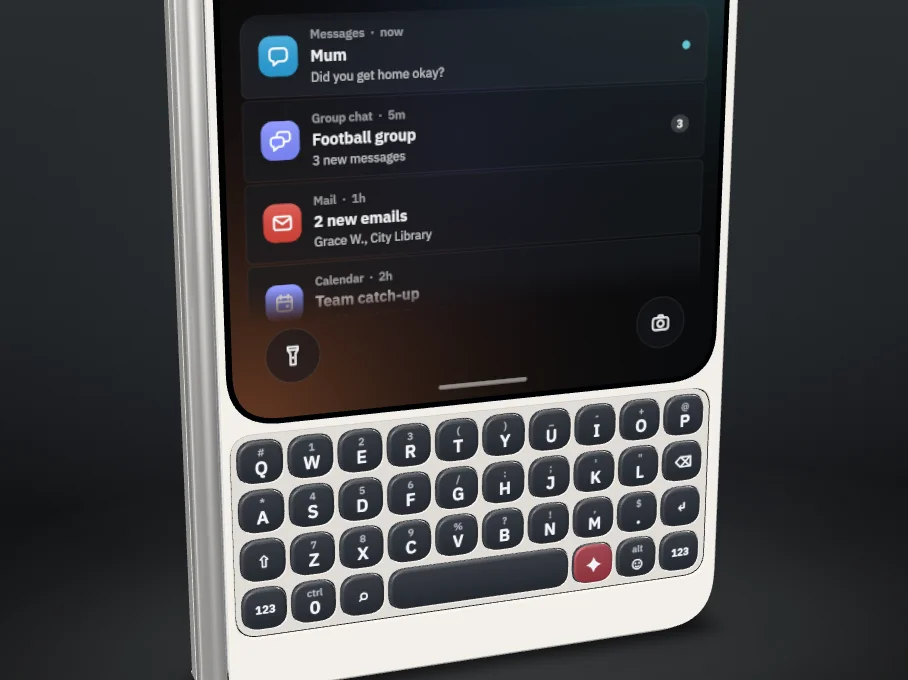 Messages · now
Mum
Did you get home okay?
Group chat · 5m
Football group
3 new messages
3
Mail · 1h
2 new emails
Grace W., City Library
Calendar · 2h
Team catch-up
# 1 2 3 ( ) _ - + @
Q W E R T Y U I O P
* 4 5 6 / : ; ' "
A S D F G H J K L
7 8 9 % ? ! , $
Z X C V B N M .
ctrl alt
123 0 123